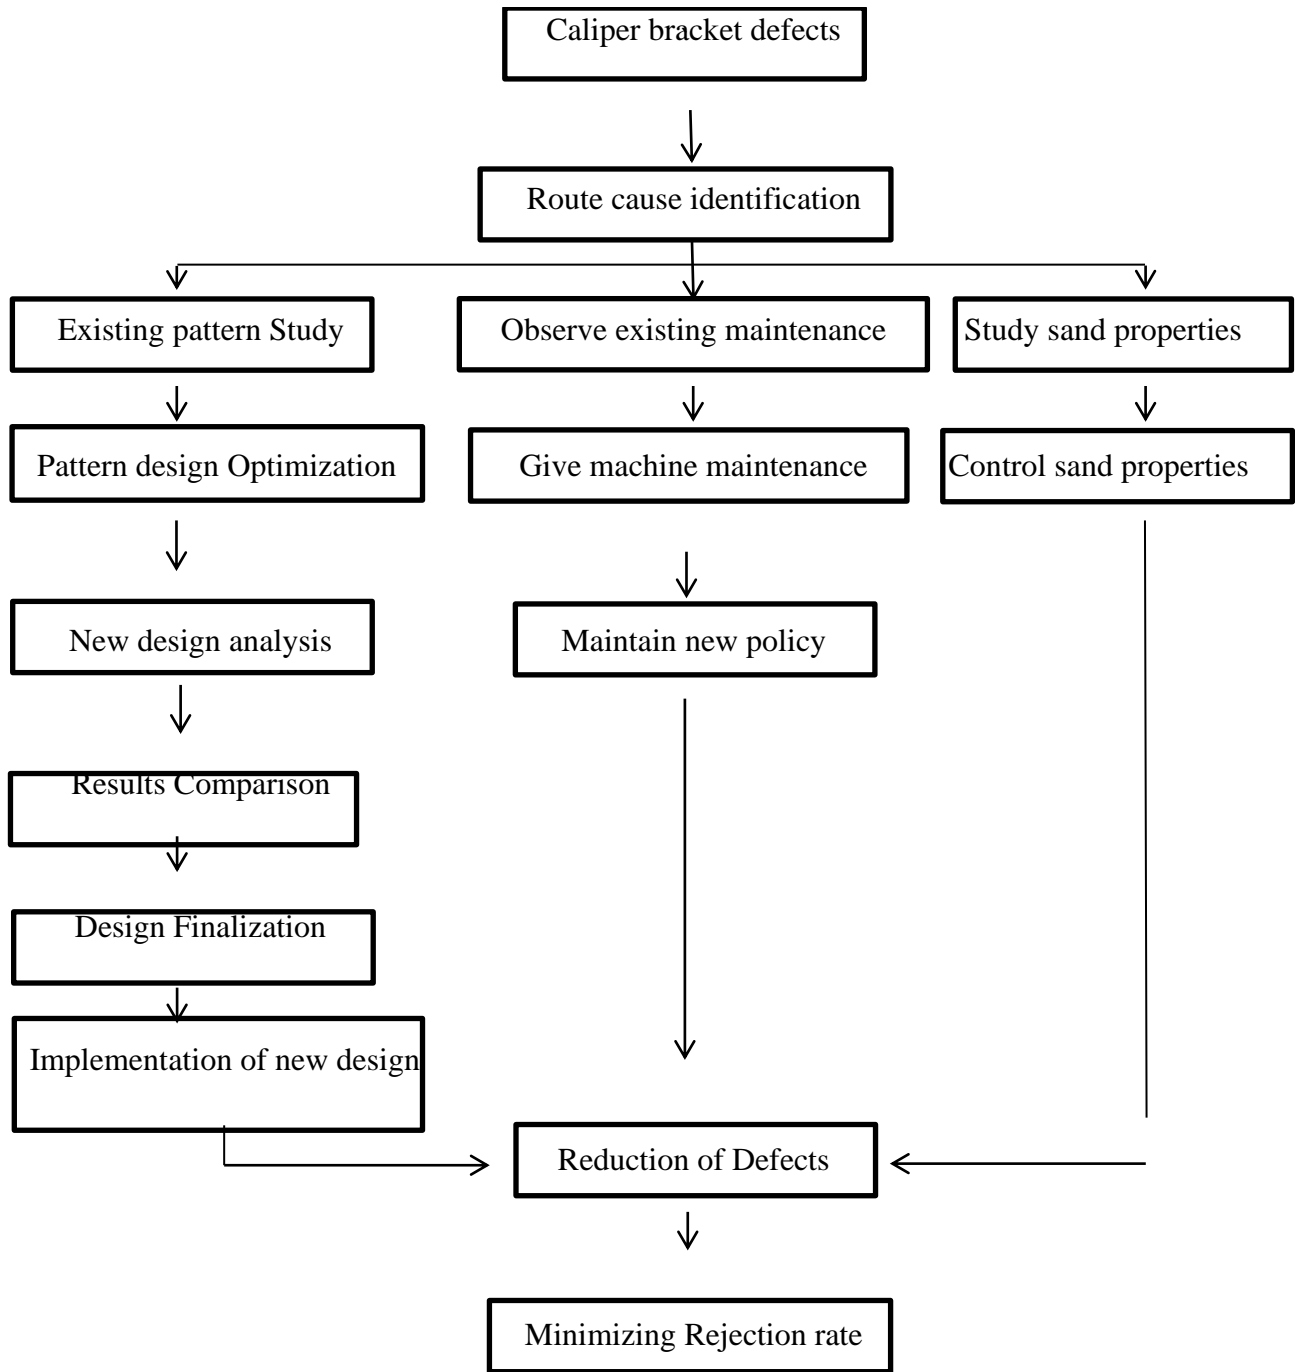 Caliper bracket defects
Route cause identification
Existing pattern Study
Observe existing maintenance
Study sand properties
Pattern design Optimization
Give machine maintenance
Control sand properties
New design analysis
Maintain new policy
Results Comparison
Design Finalization
Implementation of new design
Reduction of Defects
Minimizing Rejection rate